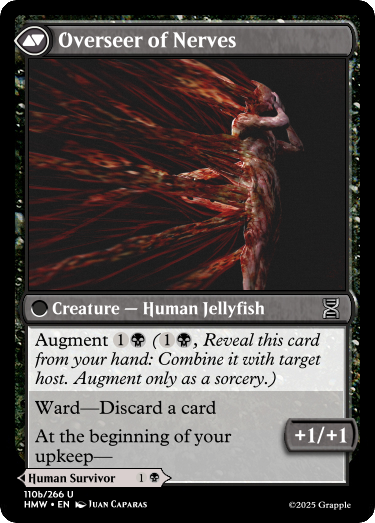 Overseer of Nerves
Creature — Human Jellyfish
Augment 1 (1, Reveal this card
from your hand: Combine it with target
host. Augment only as a sorcery.)
Ward—Discard a card
At the beginning of your
upkeep—
+1/+1
Human Survivor 1
110b/266 U
HMW • EN Juan Caparas
©2025 Grapple